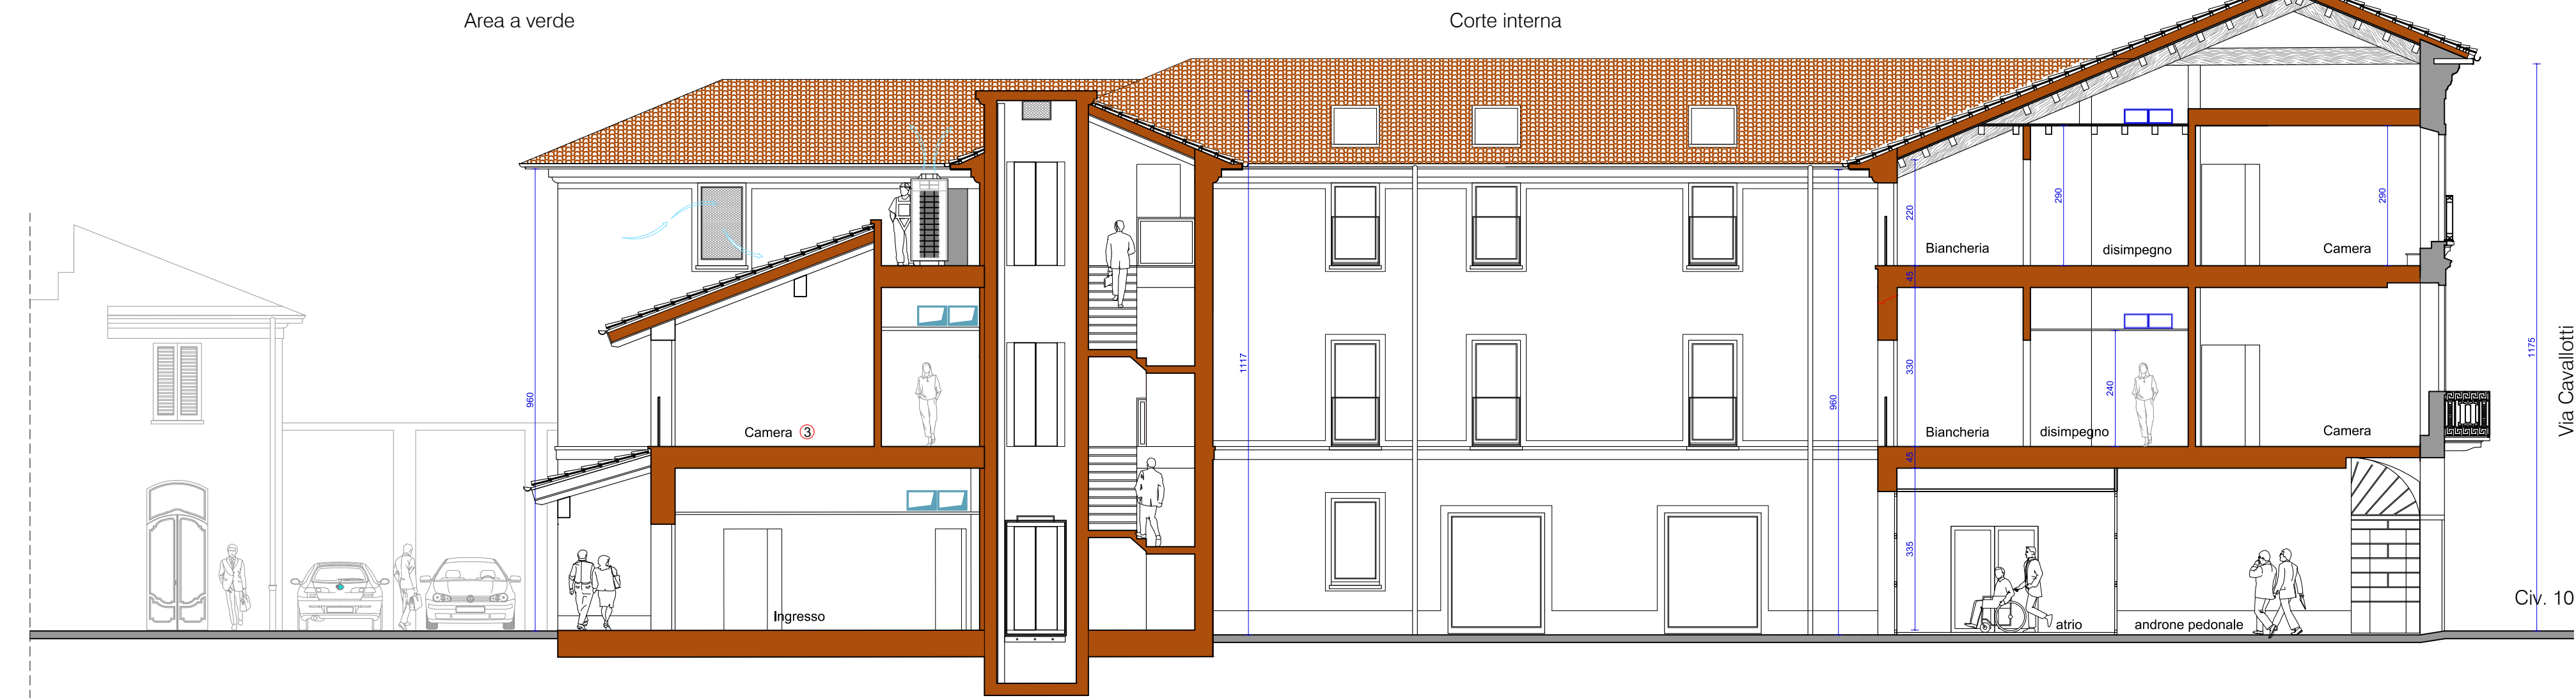 Area a verde
Corte interna
290
290
220
Biancheria
disimpegno
Camera
45
960
1117
960
330
240
1175
Via Cavallotti
Camera 3
Biancheria
disimpegno
Camera
45
335
Ingresso
atrio
androne pedonale
Civ. 10